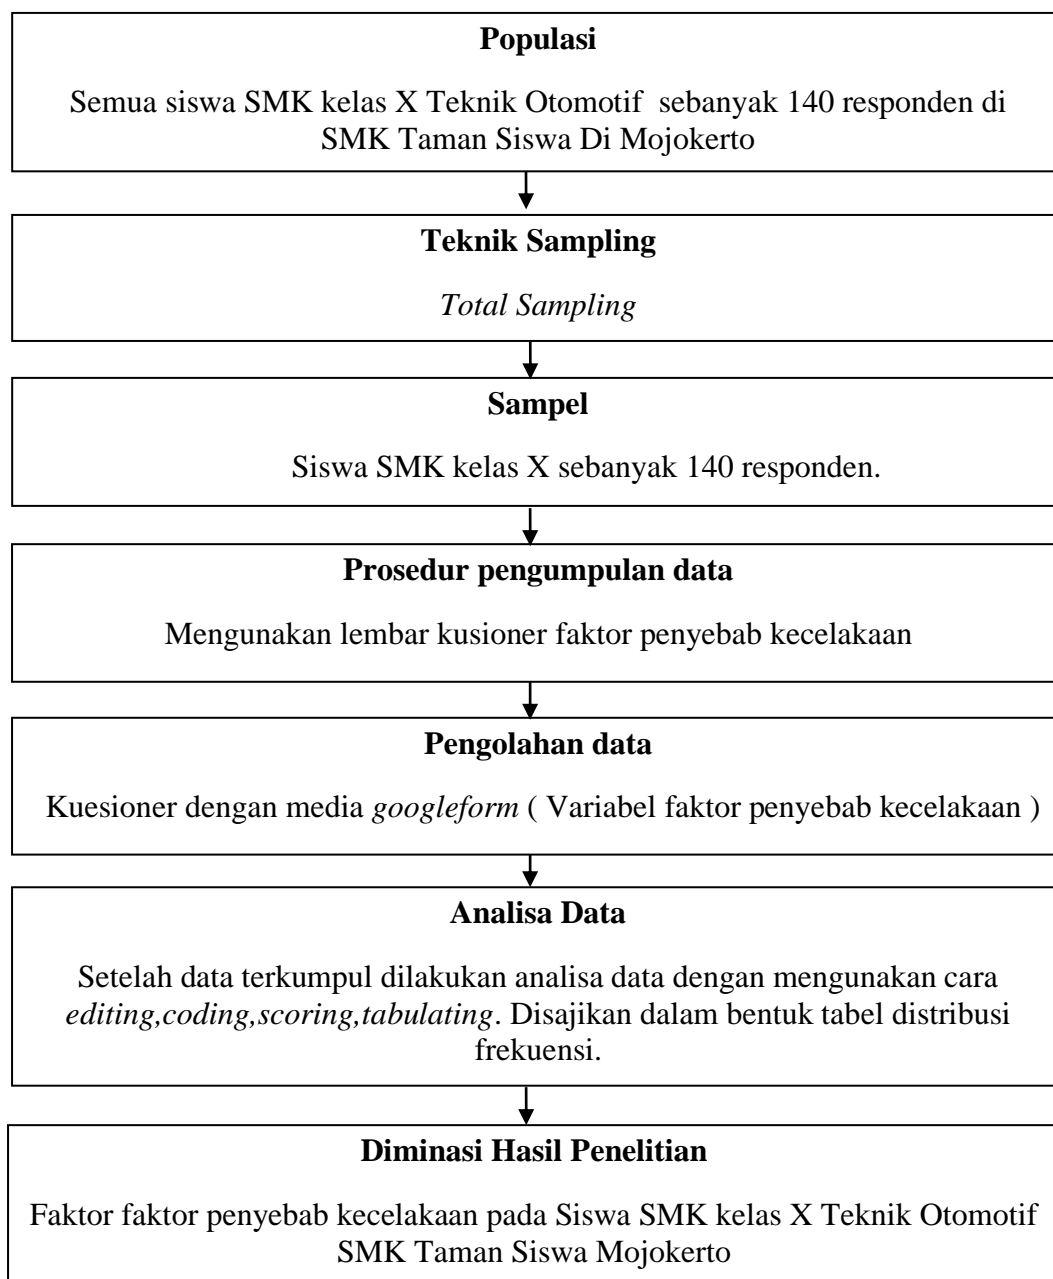 Populasi
Semua siswa SMK kelas X Teknik Otomotif sebanyak 140 responden di
SMK Taman Siswa Di Mojokerto
Teknik Sampling
Total Sampling
Sampel
Siswa SMK kelas X sebanyak 140 responden.
Prosedur pengumpulan data
Mengunakan lembar kusioner faktor penyebab kecelakaan
Pengolahan data
Kuesioner dengan media googleform ( Variabel faktor penyebab kecelakaan )
Analisa Data
Setelah data terkumpul dilakukan analisa data dengan mengunakan cara
editing,coding,scoring,tabulating. Disajikan dalam bentuk tabel distribusi
frekuensi.
Diminasi Hasil Penelitian
Faktor faktor penyebab kecelakaan pada Siswa SMK kelas X Teknik Otomotif
SMK Taman Siswa Mojokerto